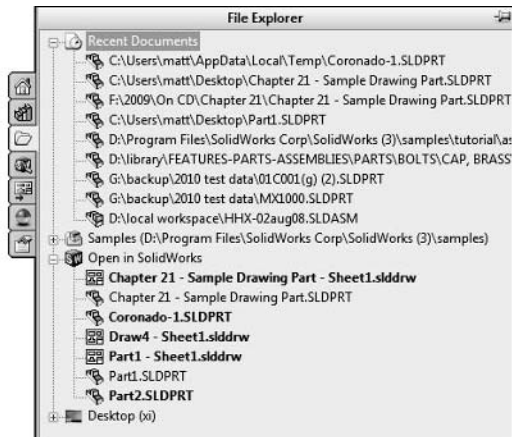 File Explorer
Recent Documents
C:\Users\matt\AppData\Local\Temp\Coronado-1.SLDPRT
C:\Users\matt\Desktop\Chapter 21 - Sample Drawing Part.SLDPRT
F:\2009\On CD\Chapter 21\Chapter 21 - Sample Drawing Part.SLDPRT
C:\Users\matt\Desktop\Part1.SLDPRT
D:\Program Files\SolidWorks Corp\SolidWorks (3)\samples\tutorial\as
D:\library\FEATURES-PARTS-ASSEMBLIES\PARTS\BOLTS\CAP, BRASS
G:\backup\2010 test data\01C001(g) (2).SLDPRT
G:\backup\2010 test data\MX1000.SLDPRT
D:\local workspace\HHX-02aug08.SLDASM
Samples (D:\Program Files\SolidWorks Corp\SolidWorks (3)\samples)
Open in SolidWorks
Chapter 21 - Sample Drawing Part - Sheet1.slddrw
Chapter 21 - Sample Drawing Part.SLDPRT
Coronado-1.SLDPRT
Draw4 - Sheet1.slddrw
Part1 - Sheet1.slddrw
Part1.SLDPRT
Part2.SLDPRT
Desktop (xi)